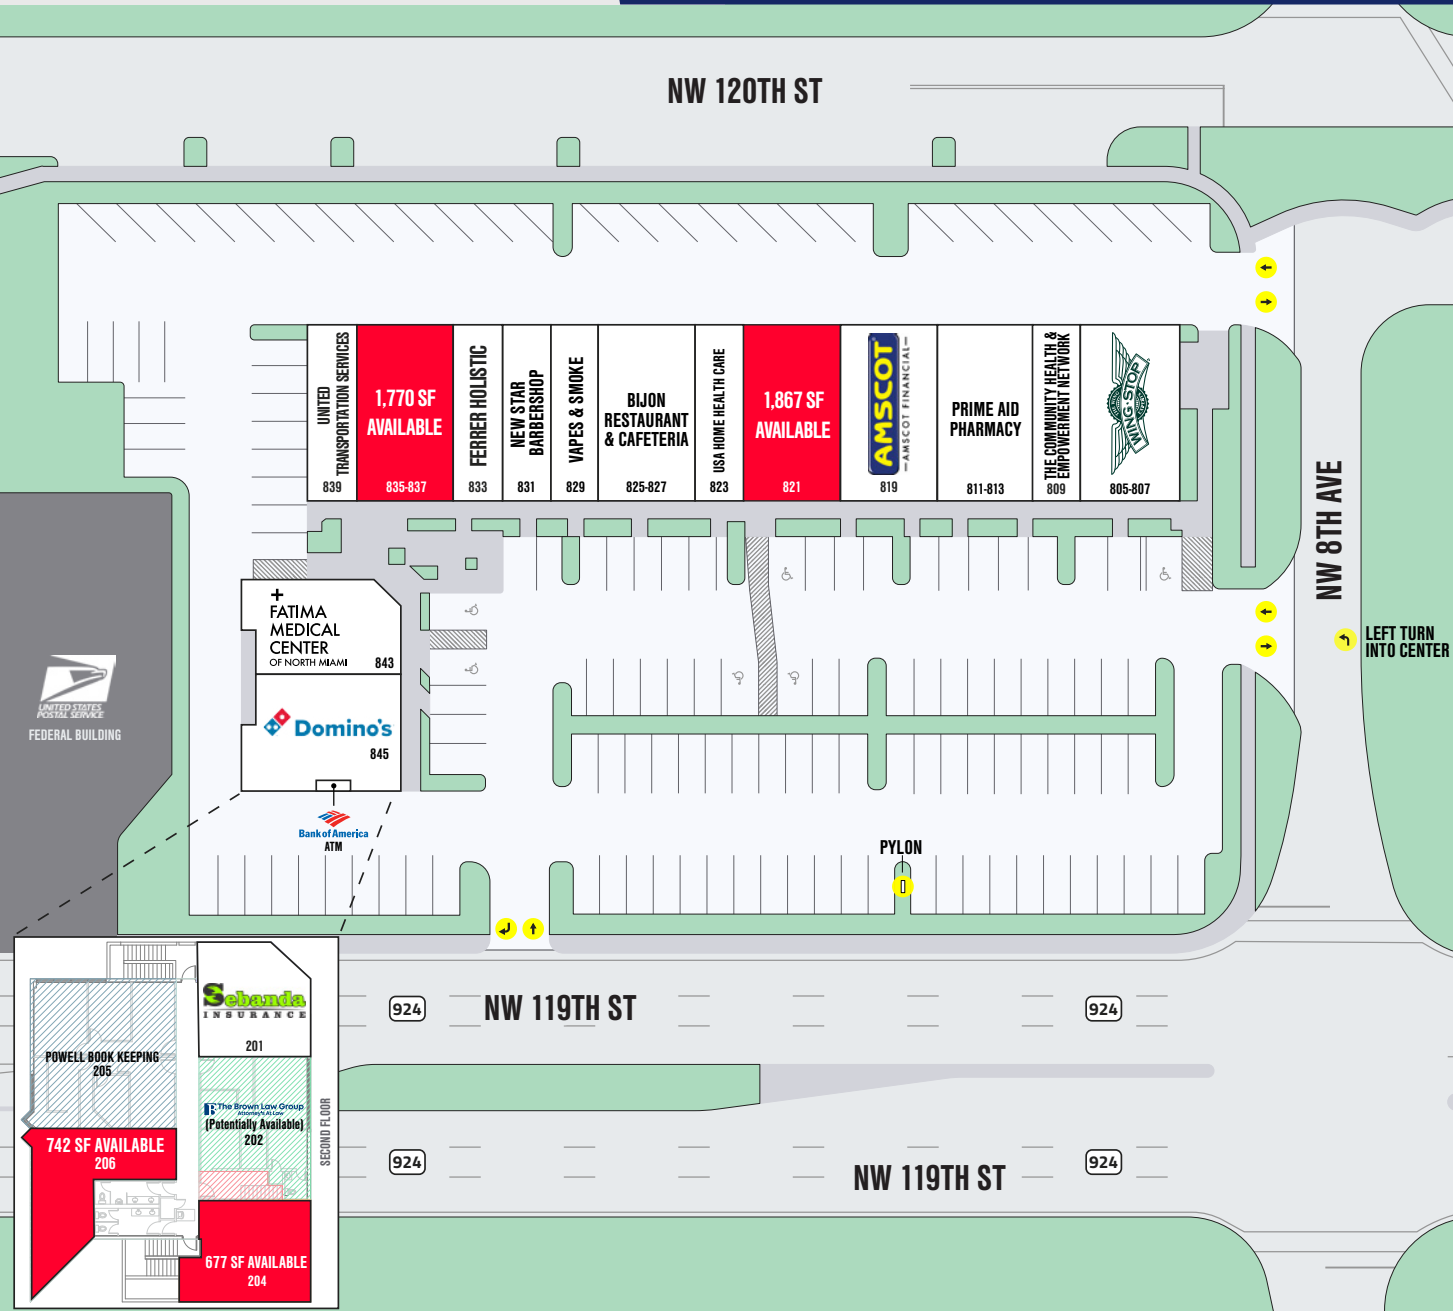 NW 120TH ST
UNITED
TRANSPORTATION SERVICES
839
1,770 SF
AVAILABLE
835-837
FERRER HOLISTIC
833
NEW STAR
BARBERSHOP
831
VAPES & SMOKE
829
BIJON
RESTAURANT
& CAFETERIA
825-827
USA HOME HEALTH CARE
823
1,867 SF
AVAILABLE
821
AMSCOT
AMSCOT FINANCIAL
819
PRIME AID
PHARMACY
811-813
THE COMMUNITY HEALTH &
EMPOWERMENT NETWORK
809
WING·STOP
805-807
NW 8TH AVE
LEFT TURN
INTO CENTER
FATIMA
MEDICAL
CENTER
OF NORTH MIAMI
843
Domino's
845
Bank of America
ATM
UNITED STATES
POSTAL SERVICE
FEDERAL BUILDING
PYLON
Sebanda
INSURANCE
201
POWELL BOOK KEEPING
205
The Brown Law Group
Attorney's At Law
(Potentially Available)
202
SECOND FLOOR
742 SF AVAILABLE
206
677 SF AVAILABLE
204
924
NW 119TH ST
924
924
NW 119TH ST
924